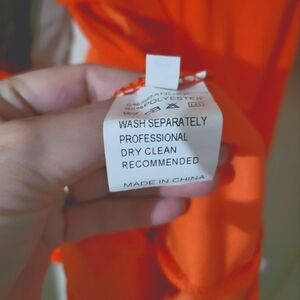 POLYESTER
WASH SEPARATELY
PROFESSIONAL
DRY CLEAN
RECOMMENDED
MADE IN CHINA